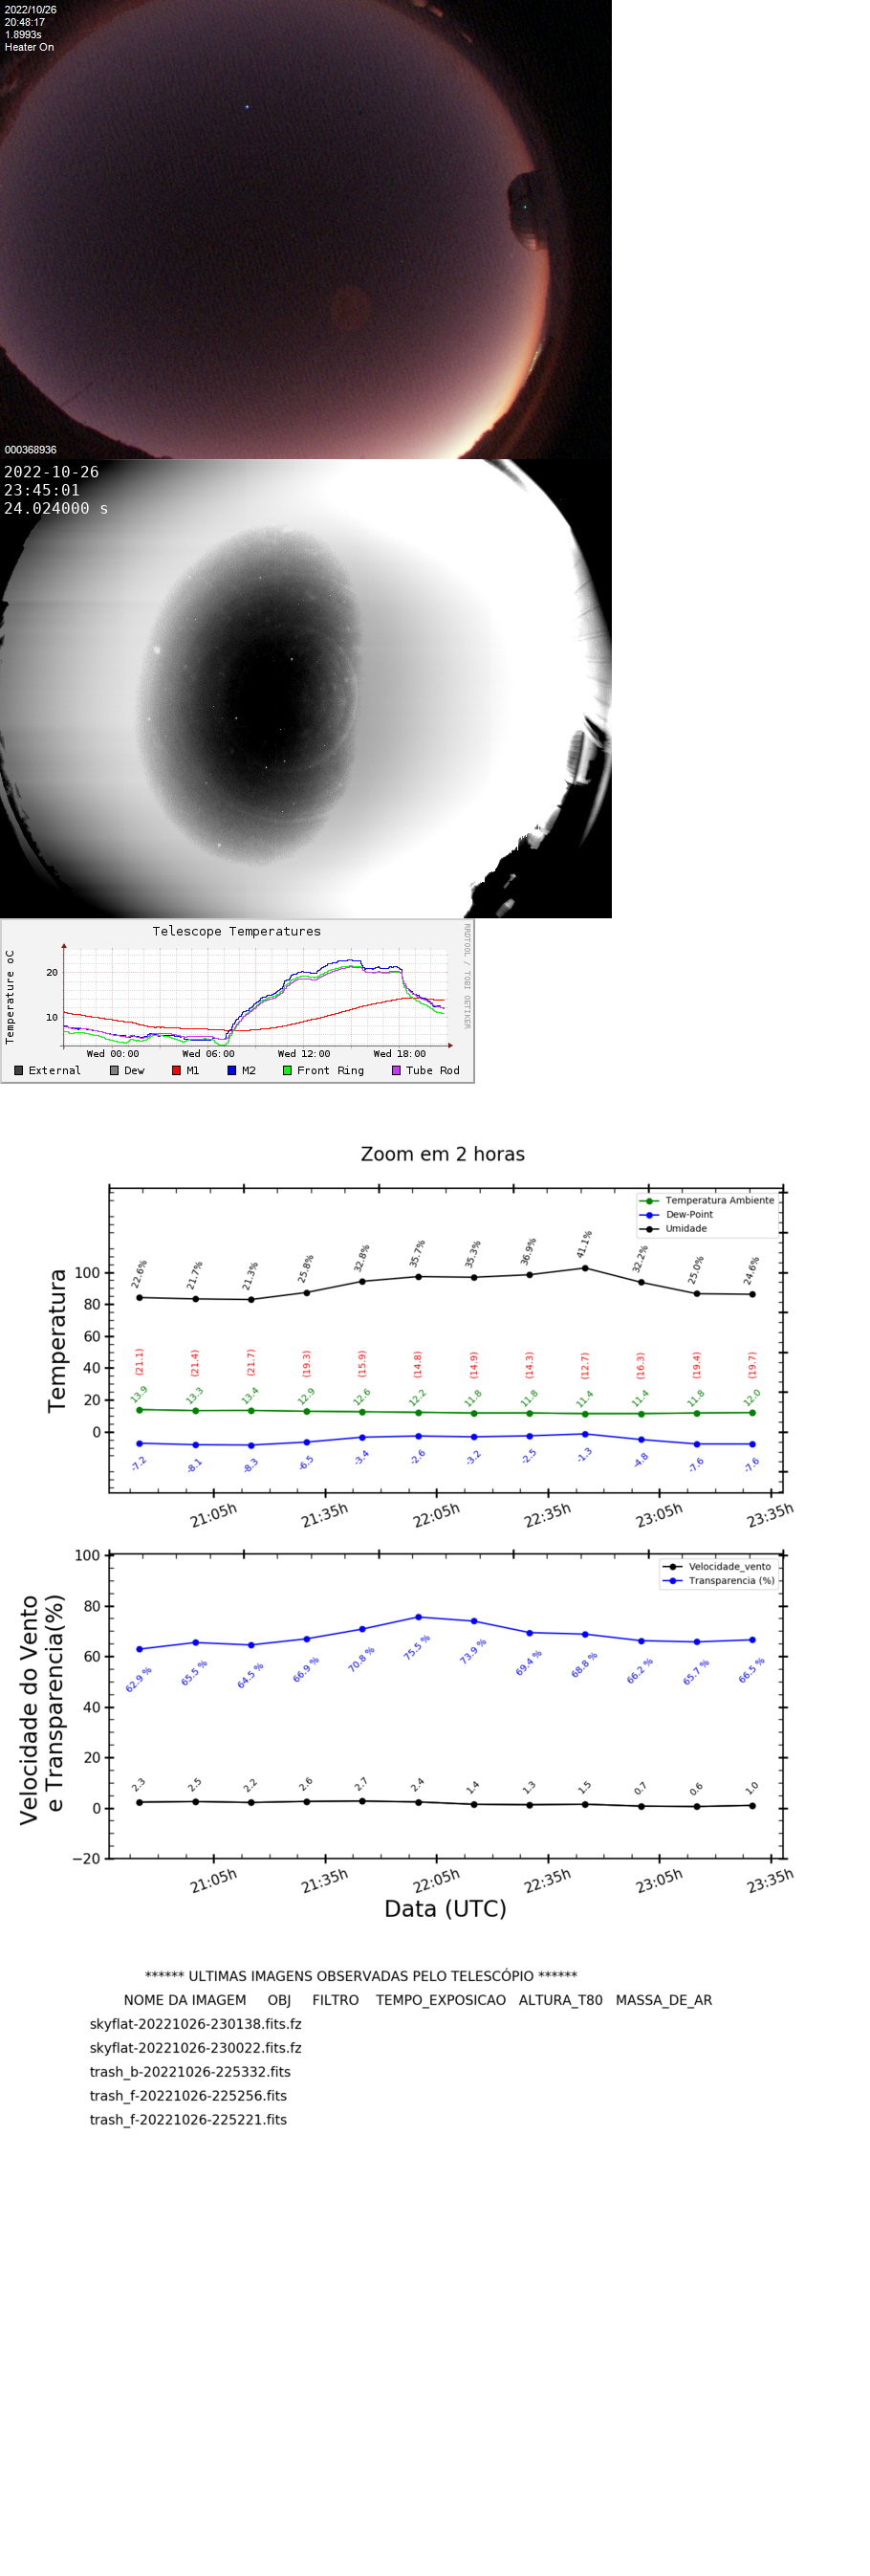 2022/10/26
20:48:17
1.8993s
Heater On
000368936
2022-10-26
23:45:01
24.024000 s
Telescope Temperatures
RRDTOOL / TOBI OETIKER
Temperature oC
20
10
Wed 00:00 Wed 06:00 Wed 12:00 Wed 18:00
External Dew M1 M2 Front Ring Tube Rod
Zoom em 2 horas
Temperatura Ambiente
Dew-Point
Umidade
Temperatura
100
80
60
40
20
0
22.6% 21.7% 21.3% 25.8% 32.8% 35.7% 35.3% 36.9% 41.1% 32.2% 25.0% 24.6%
(21.1) (21.4) (21.7) (19.3) (15.9) (14.8) (14.9) (14.3) (12.7) (16.3) (19.4) (19.7)
13.9 13.3 13.4 12.9 12.6 12.2 11.8 11.8 11.4 11.4 11.8 12.0
-7.2 -8.1 -8.3 -6.5 -3.4 -2.6 -3.2 -2.5 -1.3 -4.8 -7.6 -7.6
21:05h 21:35h 22:05h 22:35h 23:05h 23:35h
Velocidade_vento
Transparencia (%)
Velocidade do Vento
e Transparencia(%)
100
80
60
40
20
0
−20
62.9 % 65.5 % 64.5 % 66.9 % 70.8 % 75.5 % 73.9 % 69.4 % 68.8 % 66.2 % 65.7 % 66.5 %
2.3 2.5 2.2 2.6 2.7 2.4 1.4 1.3 1.5 0.7 0.6 1.0
21:05h 21:35h 22:05h 22:35h 23:05h 23:35h
Data (UTC)
****** ULTIMAS IMAGENS OBSERVADAS PELO TELESCÓPIO ******
NOME DA IMAGEM OBJ FILTRO TEMPO_EXPOSICAO ALTURA_T80 MASSA_DE_AR
skyflat-20221026-230138.fits.fz
skyflat-20221026-230022.fits.fz
trash_b-20221026-225332.fits
trash_f-20221026-225256.fits
trash_f-20221026-225221.fits